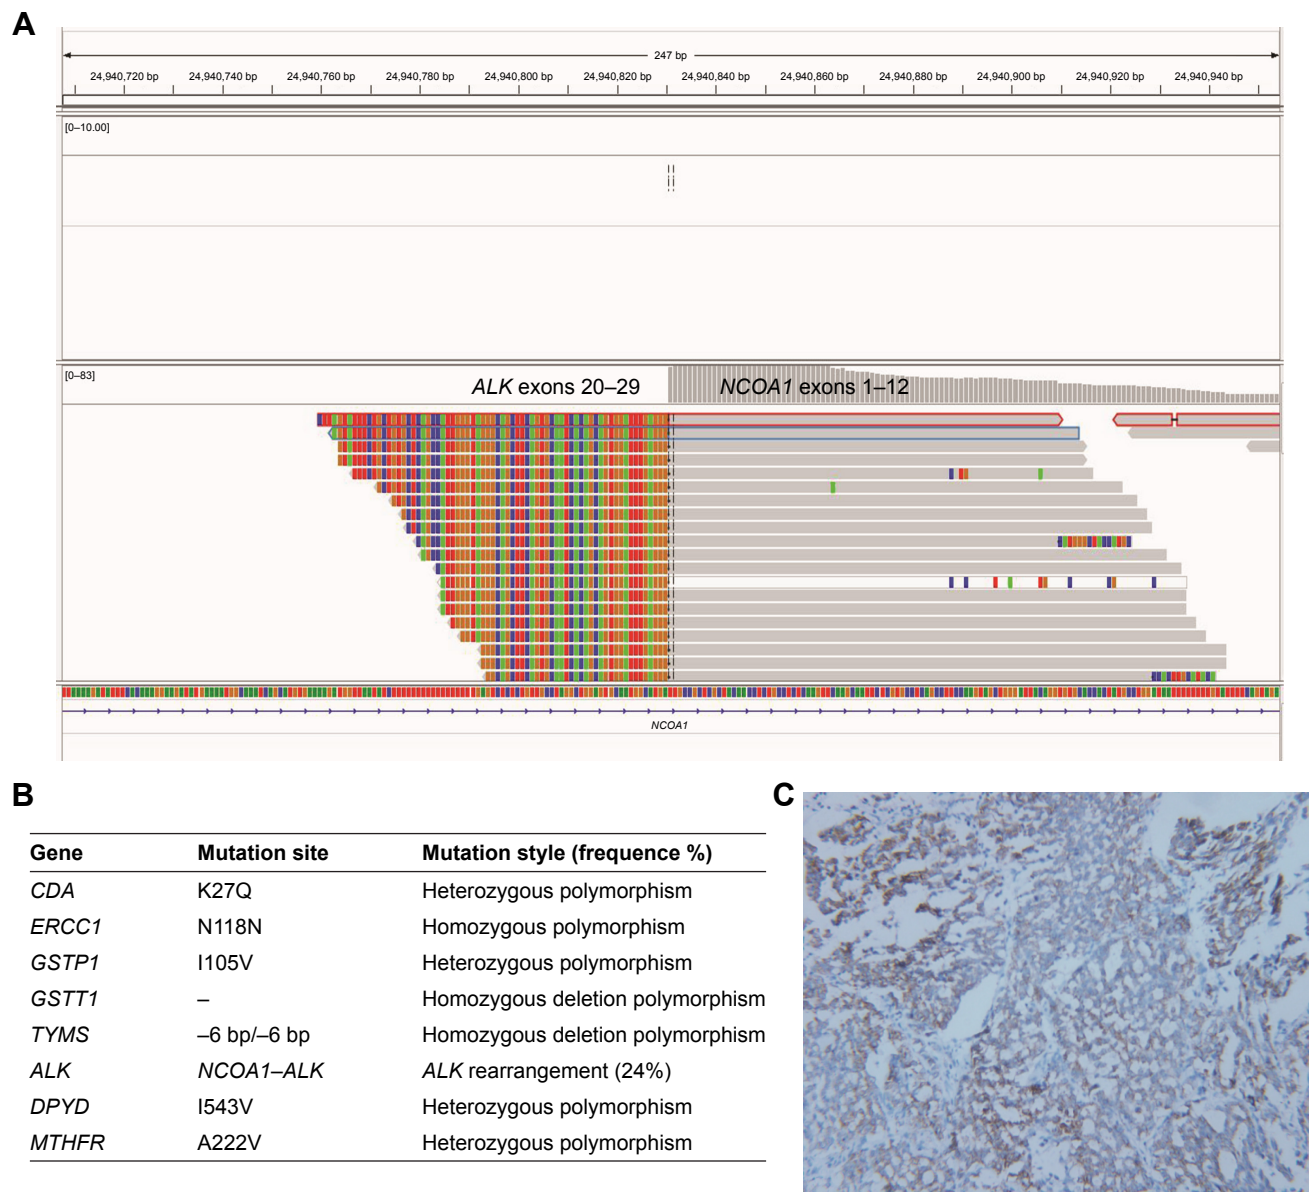 A
247 bp
24,940,720 bp 24,940,740 bp 24,940,760 bp 24,940,780 bp 24,940,800 bp 24,940,820 bp 24,940,840 bp 24,940,860 bp 24,940,880 bp 24,940,900 bp 24,940,920 bp 24,940,940 bp
[0–10.00]
[0–83]
ALK exons 20–29 NCOA1 exons 1–12
NCOA1
B
Gene Mutation site Mutation style (frequence %)
CDA K27Q Heterozygous polymorphism
ERCC1 N118N Homozygous polymorphism
GSTP1 I105V Heterozygous polymorphism
GSTT1 – Homozygous deletion polymorphism
TYMS –6 bp/–6 bp Homozygous deletion polymorphism
ALK NCOA1–ALK ALK rearrangement (24%)
DPYD I543V Heterozygous polymorphism
MTHFR A222V Heterozygous polymorphism
C